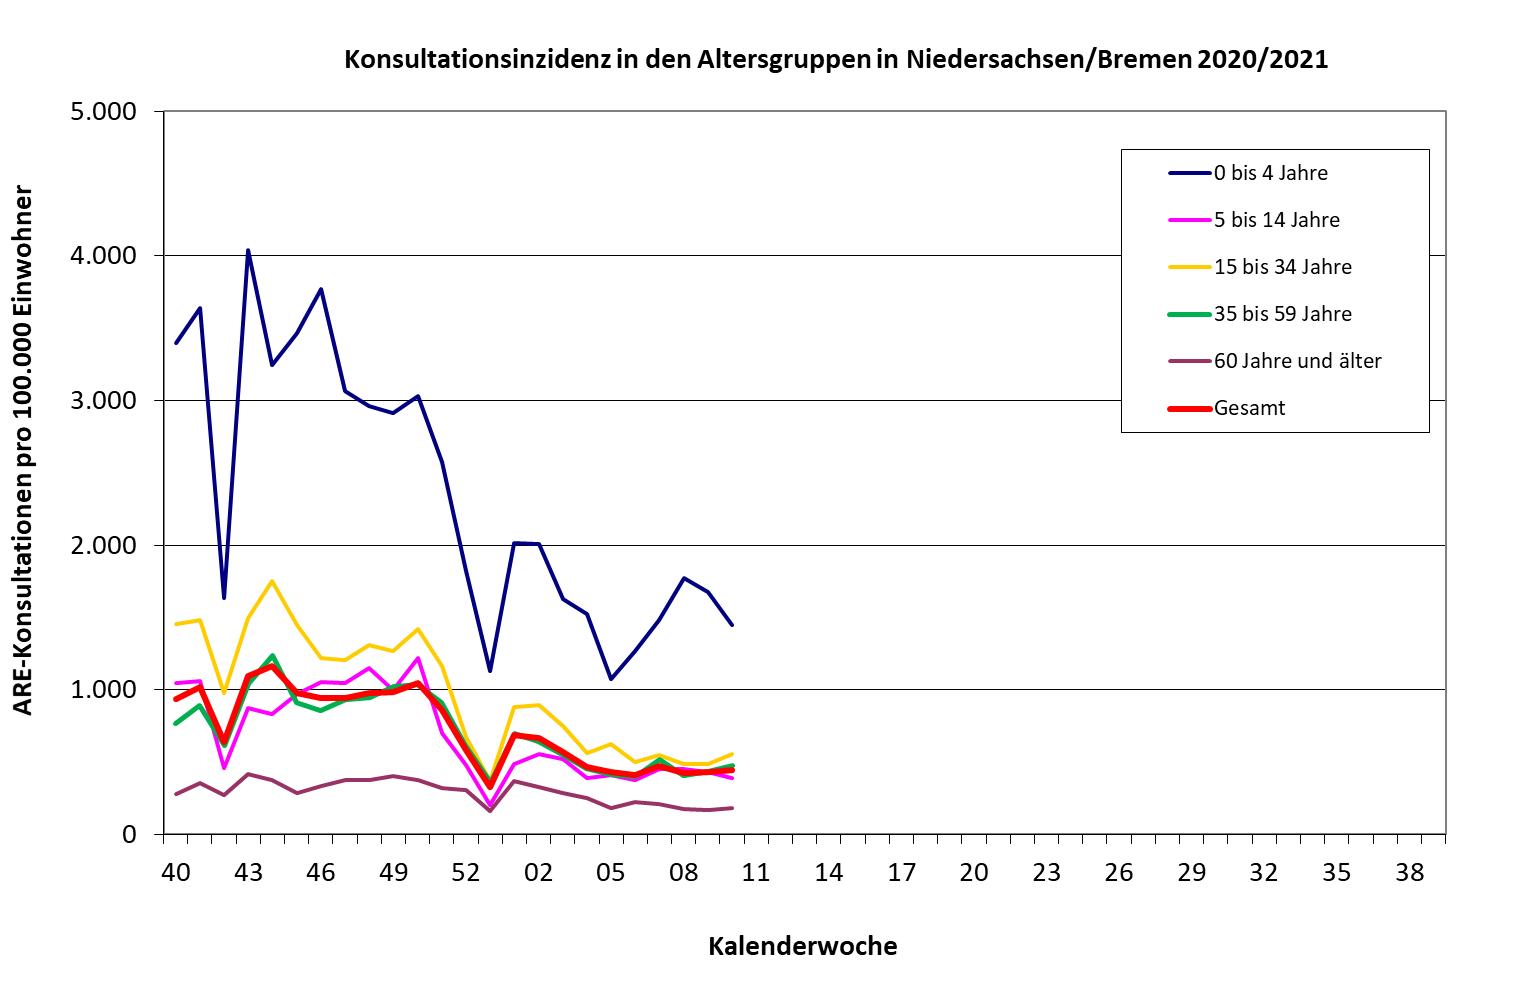 Konsultationsinzidenz in den Altersgruppen in Niedersachsen/Bremen 2020/2021
ARE-Konsultationen pro 100.000 Einwohner
5.000
4.000
3.000
2.000
1.000
0
0 bis 4 Jahre
5 bis 14 Jahre
15 bis 34 Jahre
35 bis 59 Jahre
60 Jahre und älter
Gesamt
40 43 46 49 52 02 05 08 11 14 17 20 23 26 29 32 35 38
Kalenderwoche